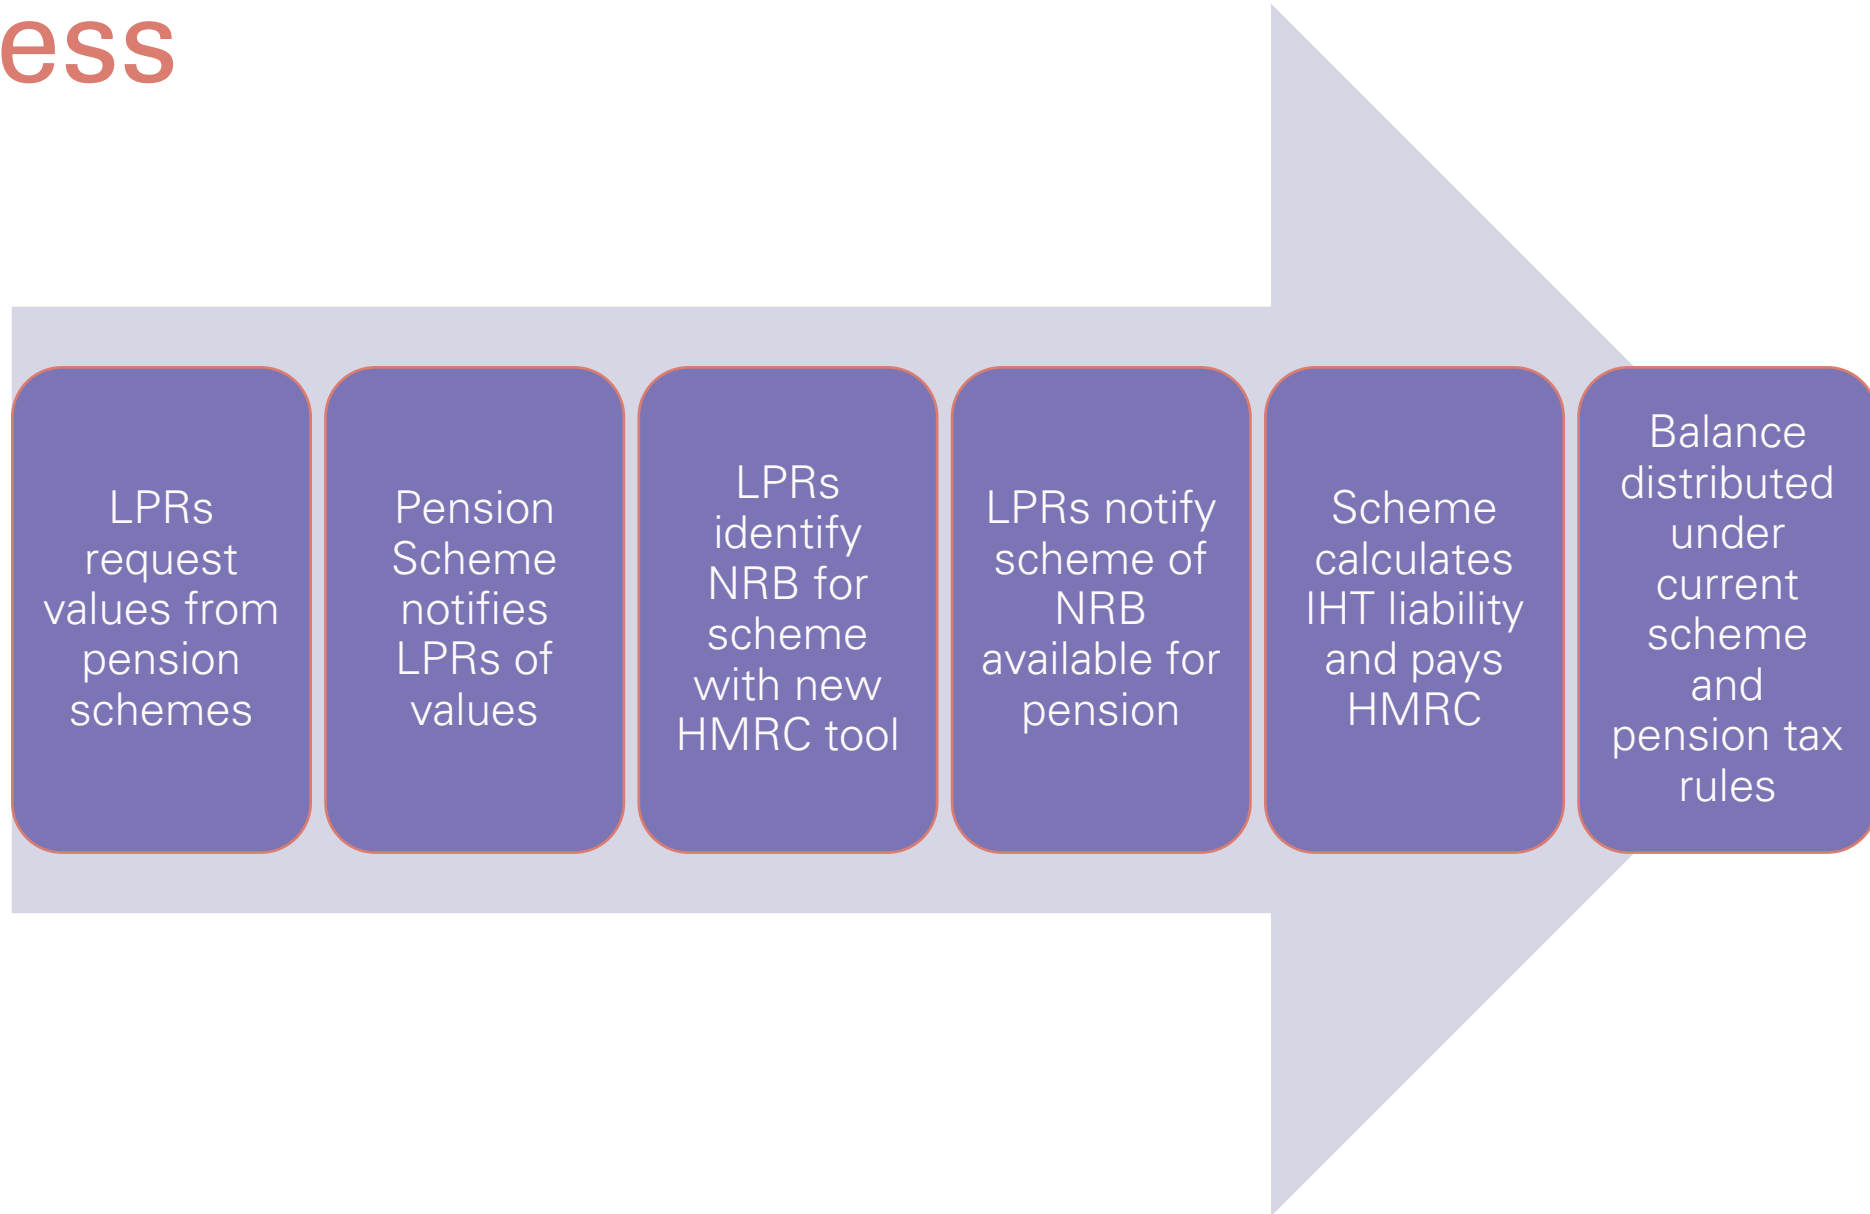 ess
LPRs
request
values from
pension
schemes
Pension
Scheme
notifies
LPRs of
values
LPRs
identify
NRB for
scheme
with new
HMRC tool
LPRs notify
scheme of
NRB
available for
pension
Scheme
calculates
IHT liability
and pays
HMRC
Balance
distributed
under
current
scheme
and
pension tax
rules